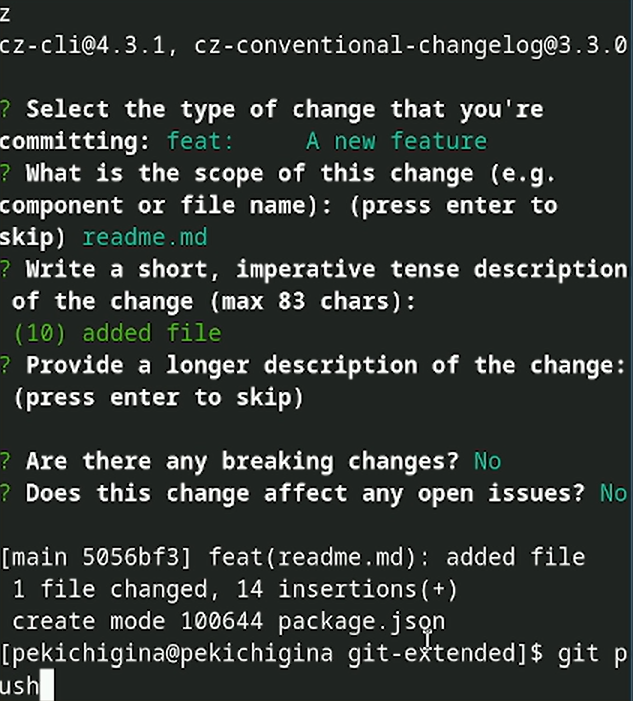 z
cz-cli@4.3.1, cz-conventional-changelog@3.3.0
? Select the type of change that you're
committing: feat:     A new feature
? What is the scope of this change (e.g.
component or file name): (press enter to
skip) readme.md
? Write a short, imperative tense description
 of the change (max 83 chars):
 (10) added file
? Provide a longer description of the change:
 (press enter to skip)
? Are there any breaking changes? No
? Does this change affect any open issues? No
[main 5056bf3] feat(readme.md): added file
 1 file changed, 14 insertions(+)
 create mode 100644 package.json
[pekichigina@pekichigina git-extended]$ git p
ush